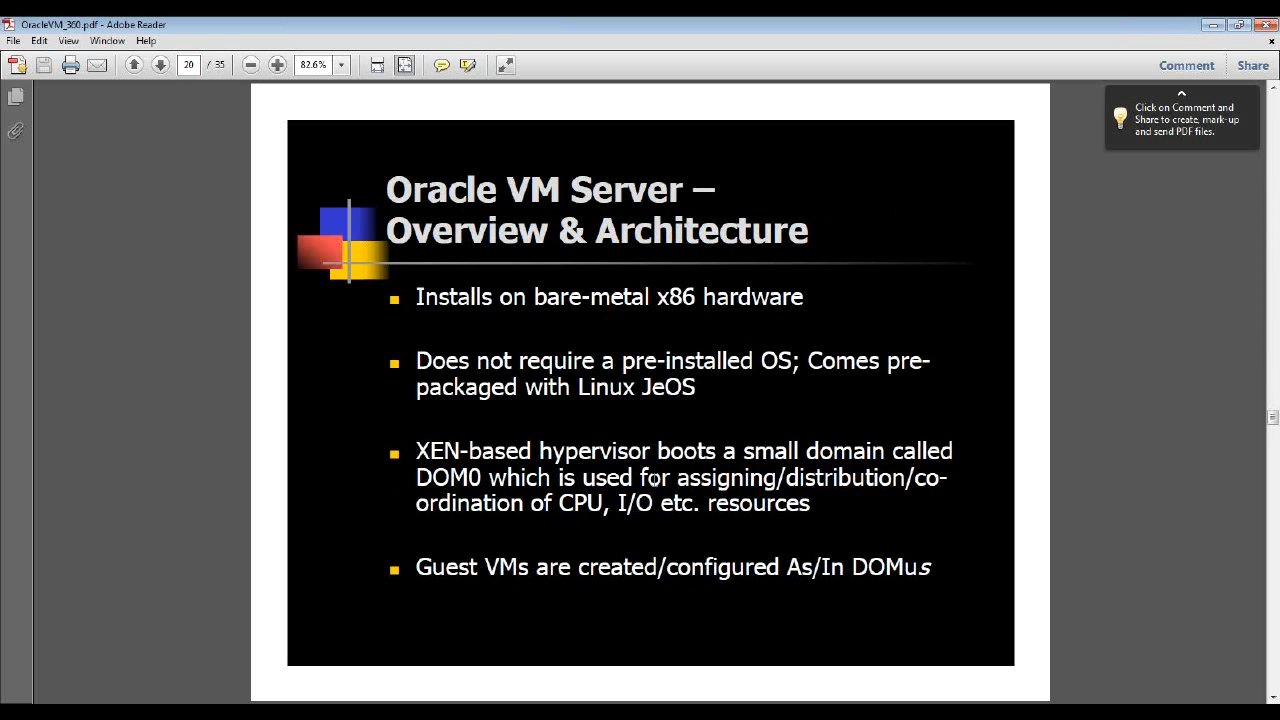 OracleVM_360.pdf - Adobe Reader
File Edit View Window Help
20 / 35 82.6% Comment Share
Click on Comment and
Share to create, mark-up
and send PDF files.
Oracle VM Server –
Overview & Architecture
Installs on bare-metal x86 hardware
Does not require a pre-installed OS; Comes pre-
packaged with Linux JeOS
XEN-based hypervisor boots a small domain called
DOM0 which is used for assigning/distribution/co-
ordination of CPU, I/O etc. resources
Guest VMs are created/configured As/In DOMus